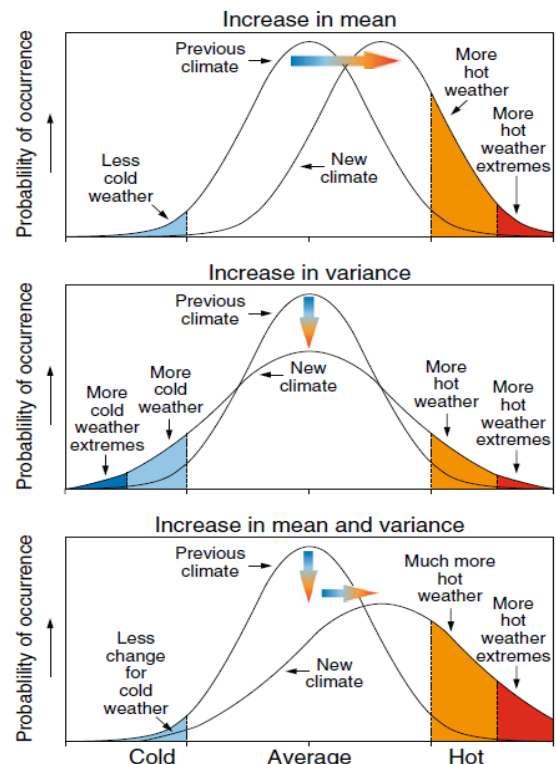 Increase in mean
Probablility of occurrence
Previous
climate
Less
cold
weather
New
climate
More
hot
weather
More
hot
weather
extremes
Increase in variance
Probablility of occurrence
Previous
climate
More
cold
weather
extremes
More
cold
weather
New
climate
More
hot
weather
More
hot
weather
extremes
Increase in mean and variance
Probablility of occurrence
Previous
climate
Less
change
for
cold
weather
New
climate
Much more
hot
weather
More
hot
weather
extremes
Cold
Average
Hot